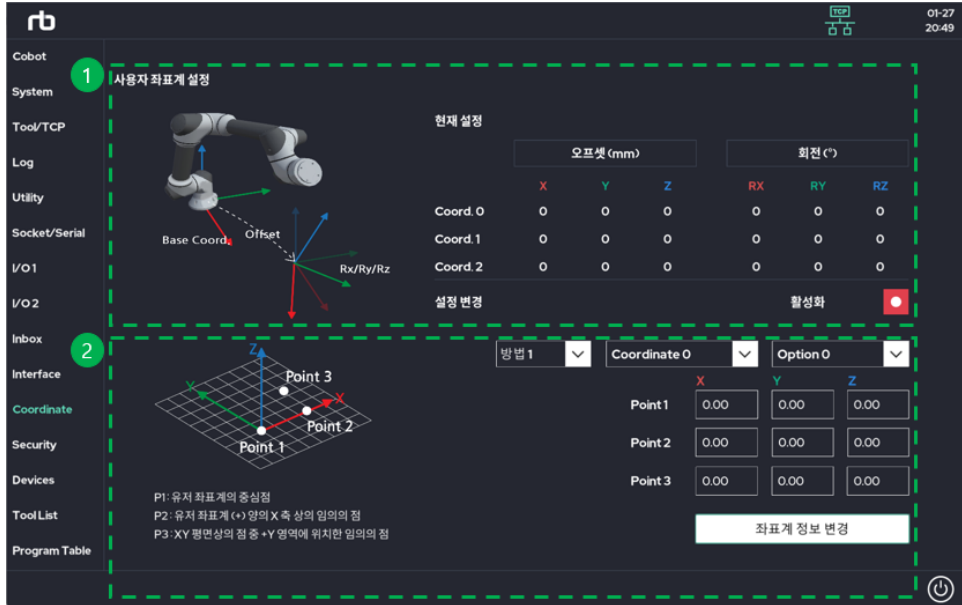 rb
TCP
01-27
20:49
Cobot
System
Tool/TCP
Log
Utility
Socket/Serial
I/O 1
I/O 2
Inbox
Interface
Coordinate
Security
Devices
Tool List
Program Table
1
사용자 좌표계 설정
Base Coord.
Offset
Rx/Ry/Rz
현재 설정
오프셋 (mm) 회전 (°)
X Y Z RX RY RZ
Coord. 0 0 0 0 0 0 0
Coord. 1 0 0 0 0 0 0
Coord. 2 0 0 0 0 0 0
설정 변경 활성화
2
Z
Y
X
Point 3
Point 2
Point 1
P1: 유저 좌표계의 중심점
P2: 유저 좌표계 (+) 양의 X 축 상의 임의의 점
P3: XY 평면상의 점 중 +Y 영역에 위치한 임의의 점
방법 1 Coordinate 0 Option 0
X Y Z
Point 1 0.00 0.00 0.00
Point 2 0.00 0.00 0.00
Point 3 0.00 0.00 0.00
좌표계 정보 변경